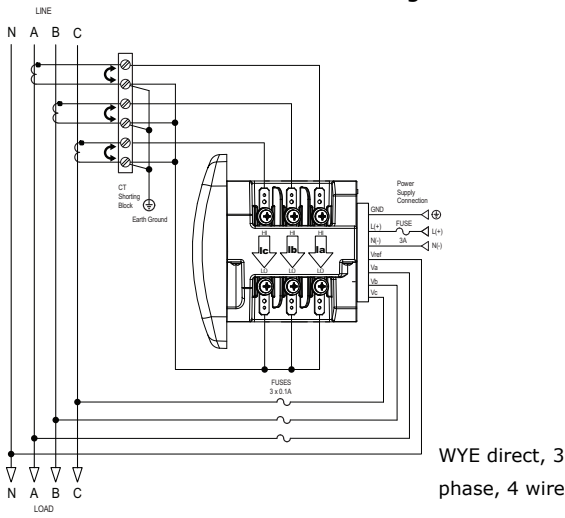 LINE
N A B C
CT
Shorting
Block
Earth Ground
Power
Supply
Connection
GND
FUSE
L(+)
L(+)
3A
N(-)
N(-)
Vref
Va
Vb
Vc
HI HI HI
Ic Ib Ia
LO LO LO
FUSES
3 x 0.1A
WYE direct, 3
phase, 4 wire
N A B C
LOAD